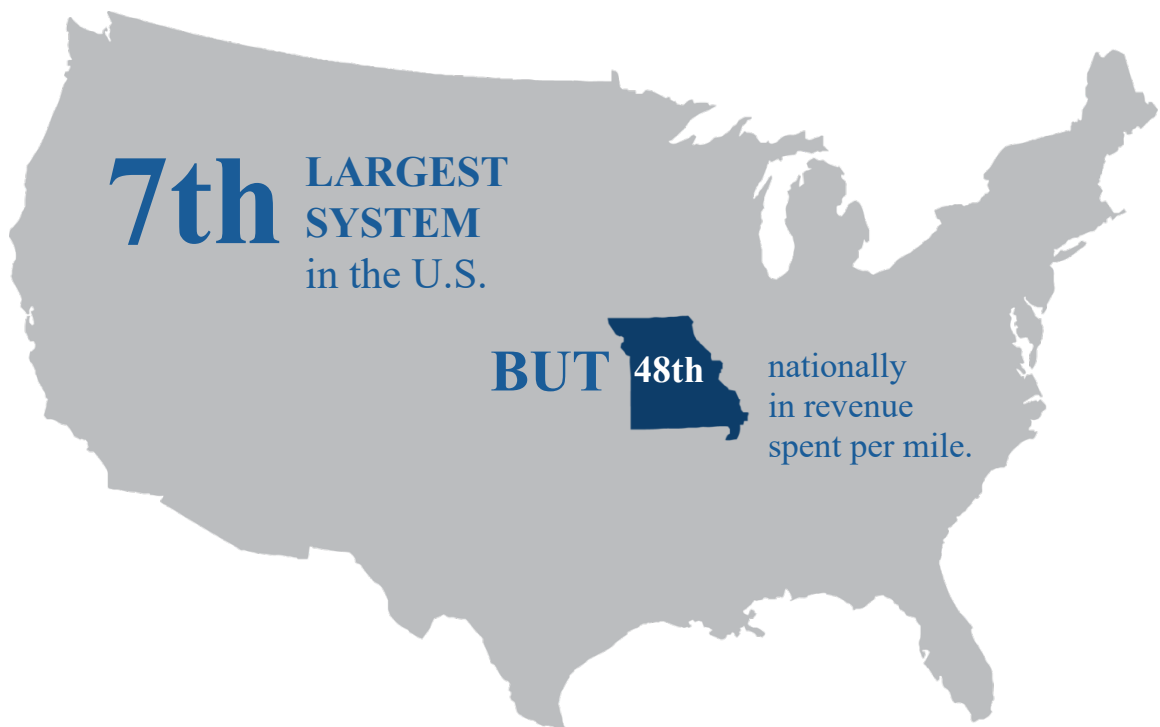 7th
LARGEST
SYSTEM
in the U.S.
BUT
48th
nationally
in revenue
spent per mile.